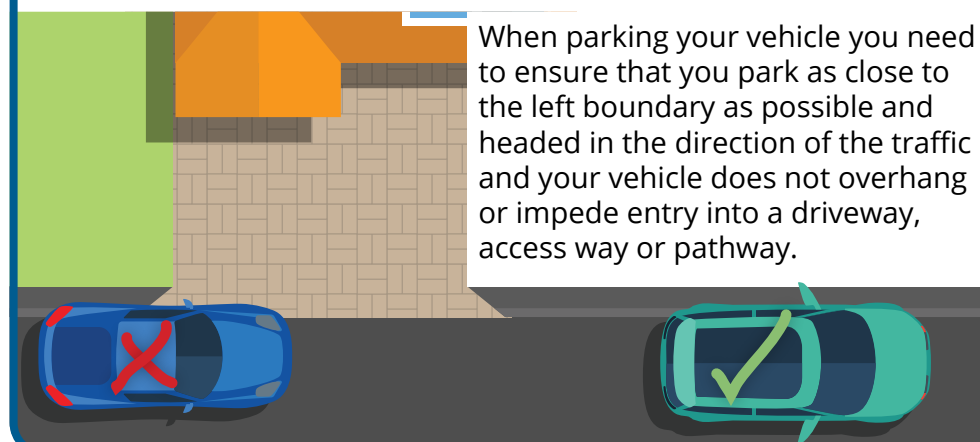 When parking your vehicle you need
to ensure that you park as close to
the left boundary as possible and
headed in the direction of the traffic
and your vehicle does not overhang
or impede entry into a driveway,
access way or pathway.